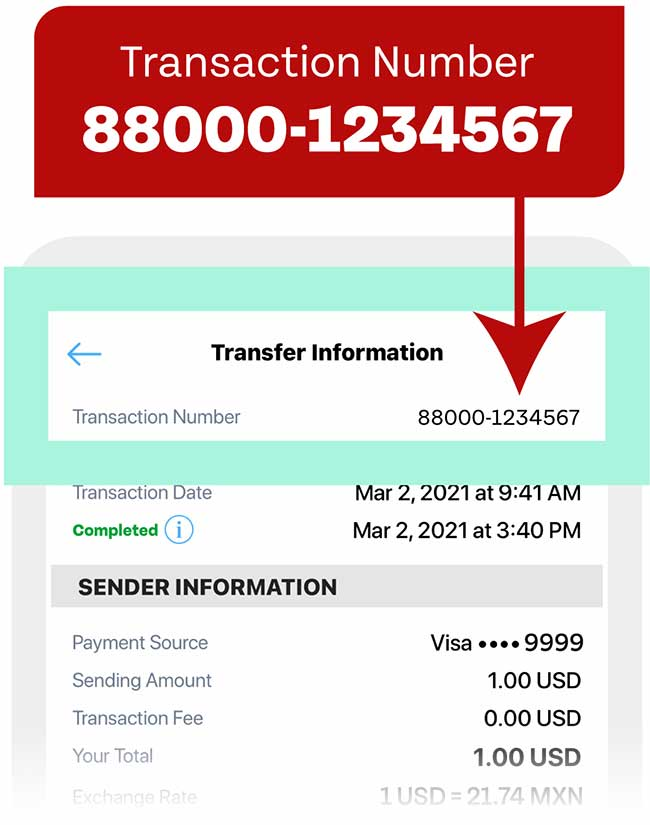 Transaction Number
88000-1234567
Transfer Information
Transaction Number 88000-1234567
Transaction Date Mar 2, 2021 at 9:41 AM
Completed i Mar 2, 2021 at 3:40 PM
SENDER INFORMATION
Payment Source Visa •••• 9999
Sending Amount 1.00 USD
Transaction Fee 0.00 USD
Your Total 1.00 USD
Exchange Rate 1 USD = 21.74 MXN